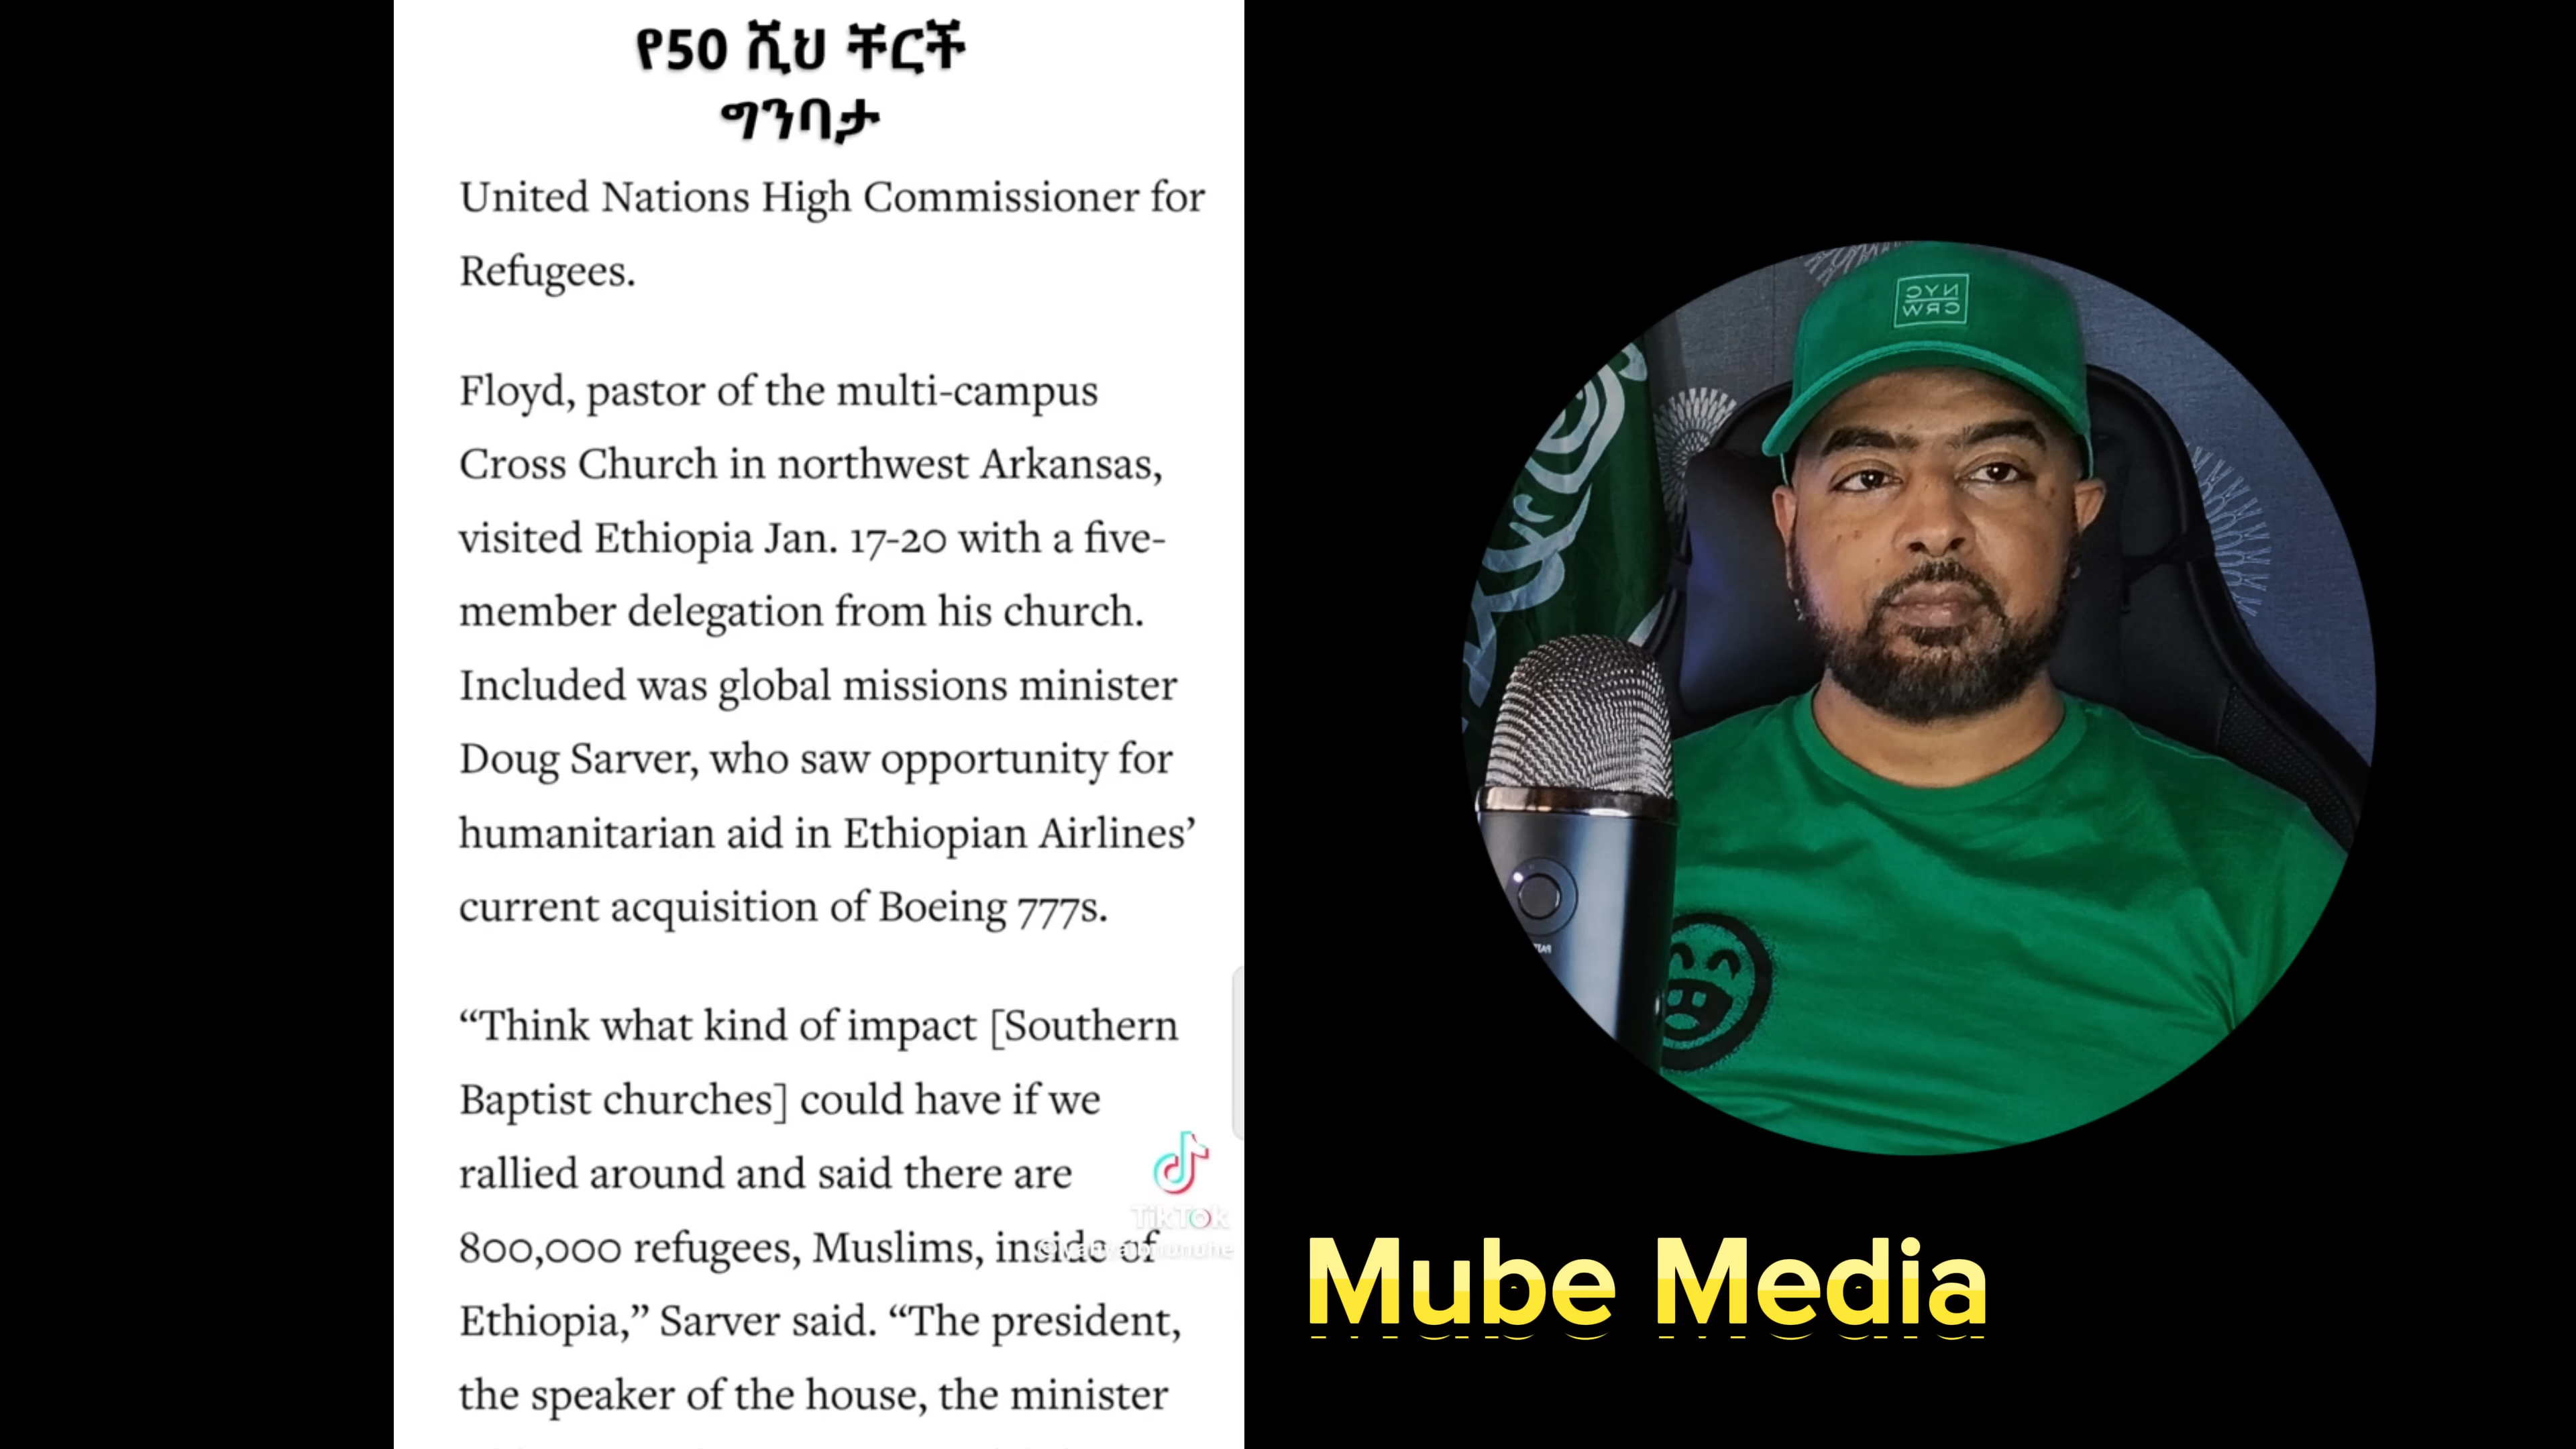 የ50 ሺህ ቸርች
ግንባታ
United Nations High Commissioner for
Refugees.
Floyd, pastor of the multi-campus
Cross Church in northwest Arkansas,
visited Ethiopia Jan. 17-20 with a five-
member delegation from his church.
Included was global missions minister
Doug Sarver, who saw opportunity for
humanitarian aid in Ethiopian Airlines’
current acquisition of Boeing 777s.
“Think what kind of impact [Southern
Baptist churches] could have if we
rallied around and said there are
800,000 refugees, Muslims, inside of
Ethiopia,” Sarver said. “The president,
the speaker of the house, the minister
TikTok
NYC
CRW
Mube Media